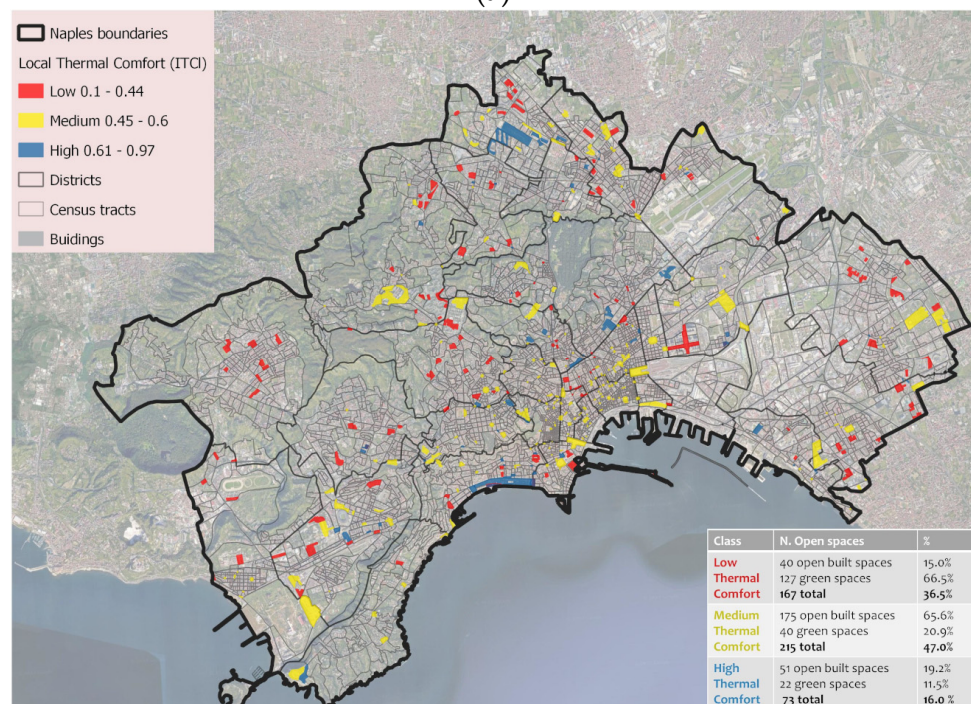 Naples boundaries
Local Thermal Comfort (ITCI)
Low 0.1 - 0.44
Medium 0.45 - 0.6
High 0.61 - 0.97
Districts
Census tracts
Buidings
Class N. Open spaces %
Low 40 open built spaces 15.0%
Thermal 127 green spaces 66.5%
Comfort 167 total 36.5%
Medium 175 open built spaces 65.6%
Thermal 40 green spaces 20.9%
Comfort 215 total 47.0%
High 51 open built spaces 19.2%
Thermal 22 green spaces 11.5%
Comfort 73 total 16.0 %